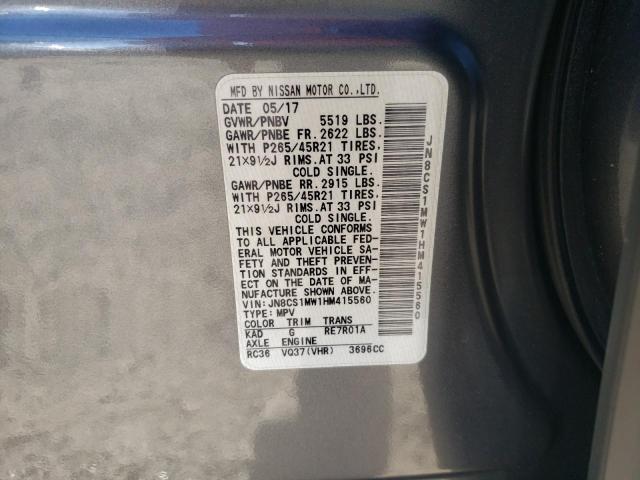 MFD BY NISSAN MOTOR CO.,LTD.
DATE 05/17
GVWR/PNBV 5519 LBS.
GAWR/PNBE FR. 2622 LBS.
WITH P265/45R21 TIRES.
21X9½J RIMS. AT 33 PSI
COLD SINGLE.
GAWR/PNBE RR. 2915 LBS.
WITH P265/45R21 TIRES.
21X9½J RIMS. AT 33 PSI
COLD SINGLE.
THIS VEHICLE CONFORMS
TO ALL APPLICABLE FED-
ERAL MOTOR VEHICLE SA-
FETY AND THEFT PREVEN-
TION STANDARDS IN EFF-
ECT ON THE DATE OF MA-
NUFACTURE SHOWN ABOVE.
VIN: JN8CS1MW1HM415560
TYPE: MPV
COLOR TRIM TRANS
KAD G RE7R01A
AXLE ENGINE
RC36 VQ37(VHR) 3696CC
JN8CS1MW1HM415560